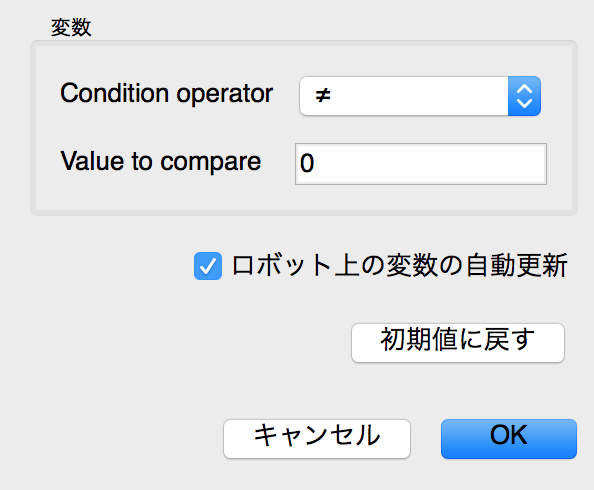 変数
Condition operator ≠
Value to compare 0
ロボット上の変数の自動更新
初期値に戻す
キャンセル OK